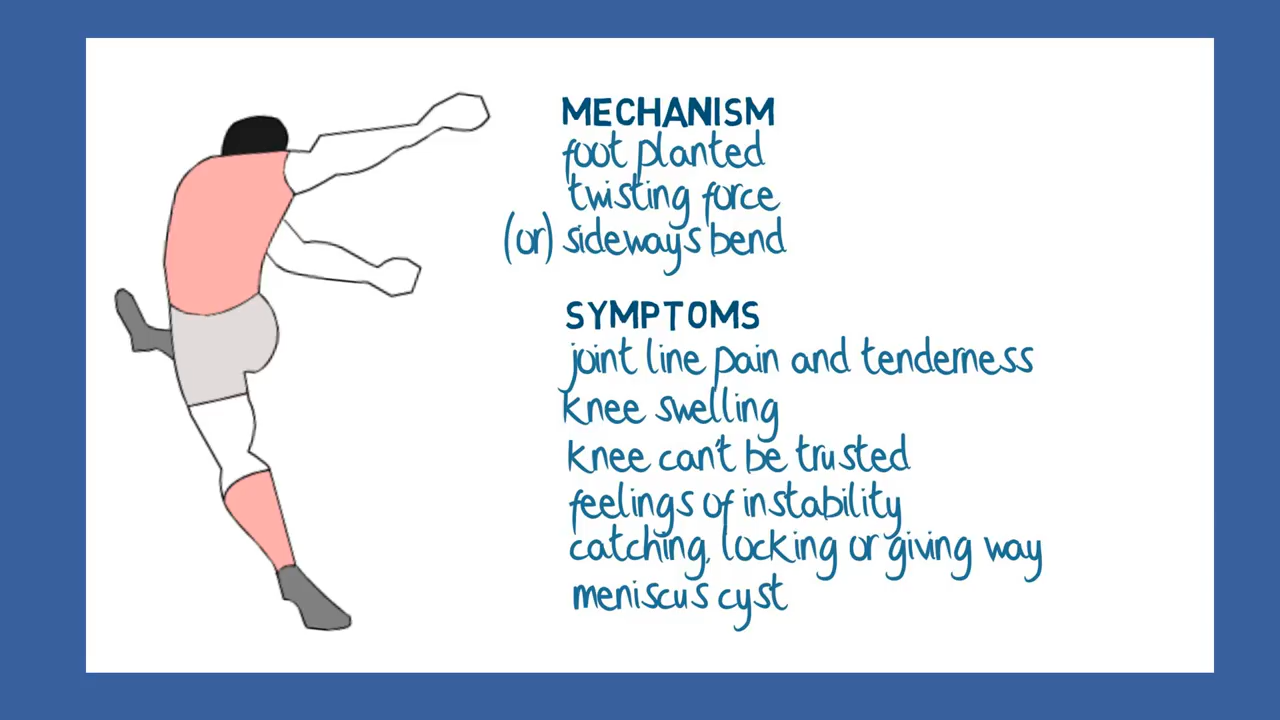 MECHANISM
foot planted
twisting force
(or) sideways bend
SYMPTOMS
joint line pain and tenderness
knee swelling
knee can't be trusted
feelings of instability
catching, locking or giving way
meniscus cyst